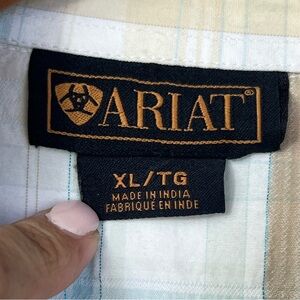 ARIAT®
XL/TG
MADE IN INDIA
FABRIQUE EN INDE